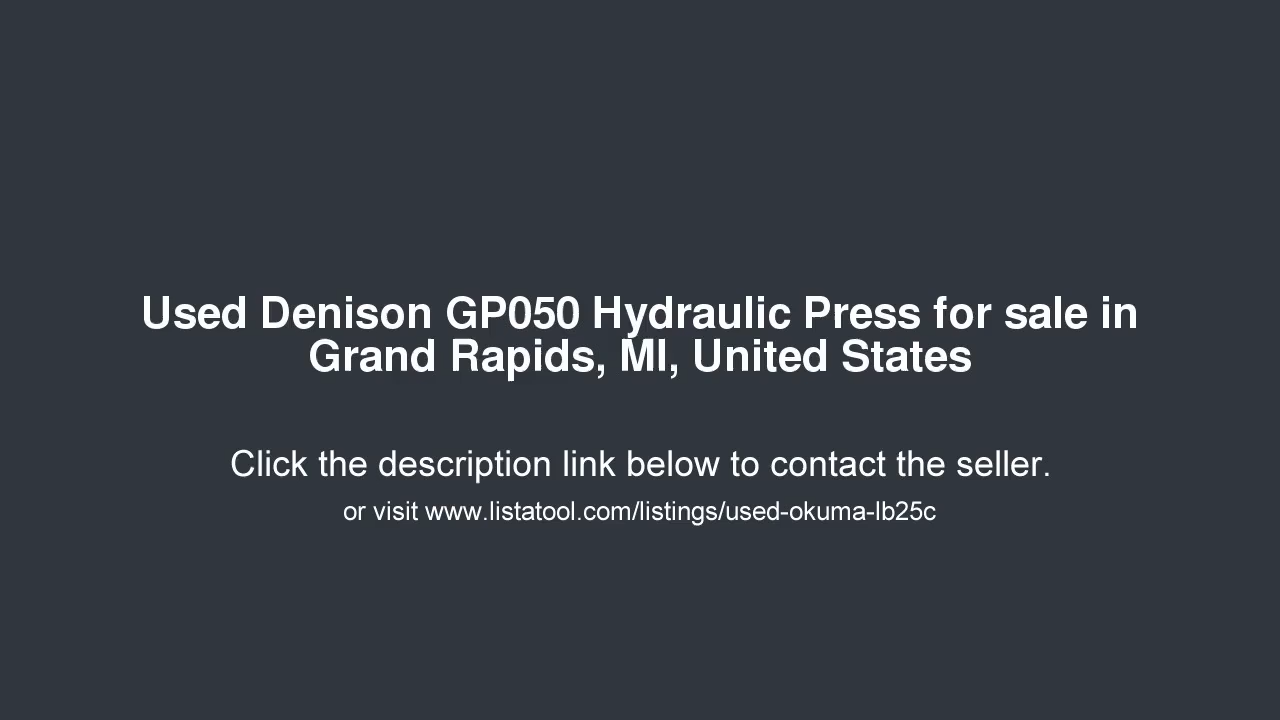 Used Denison GP050 Hydraulic Press for sale in
Grand Rapids, MI, United States
Click the description link below to contact the seller.
or visit www.listatool.com/listings/used-okuma-lb25c